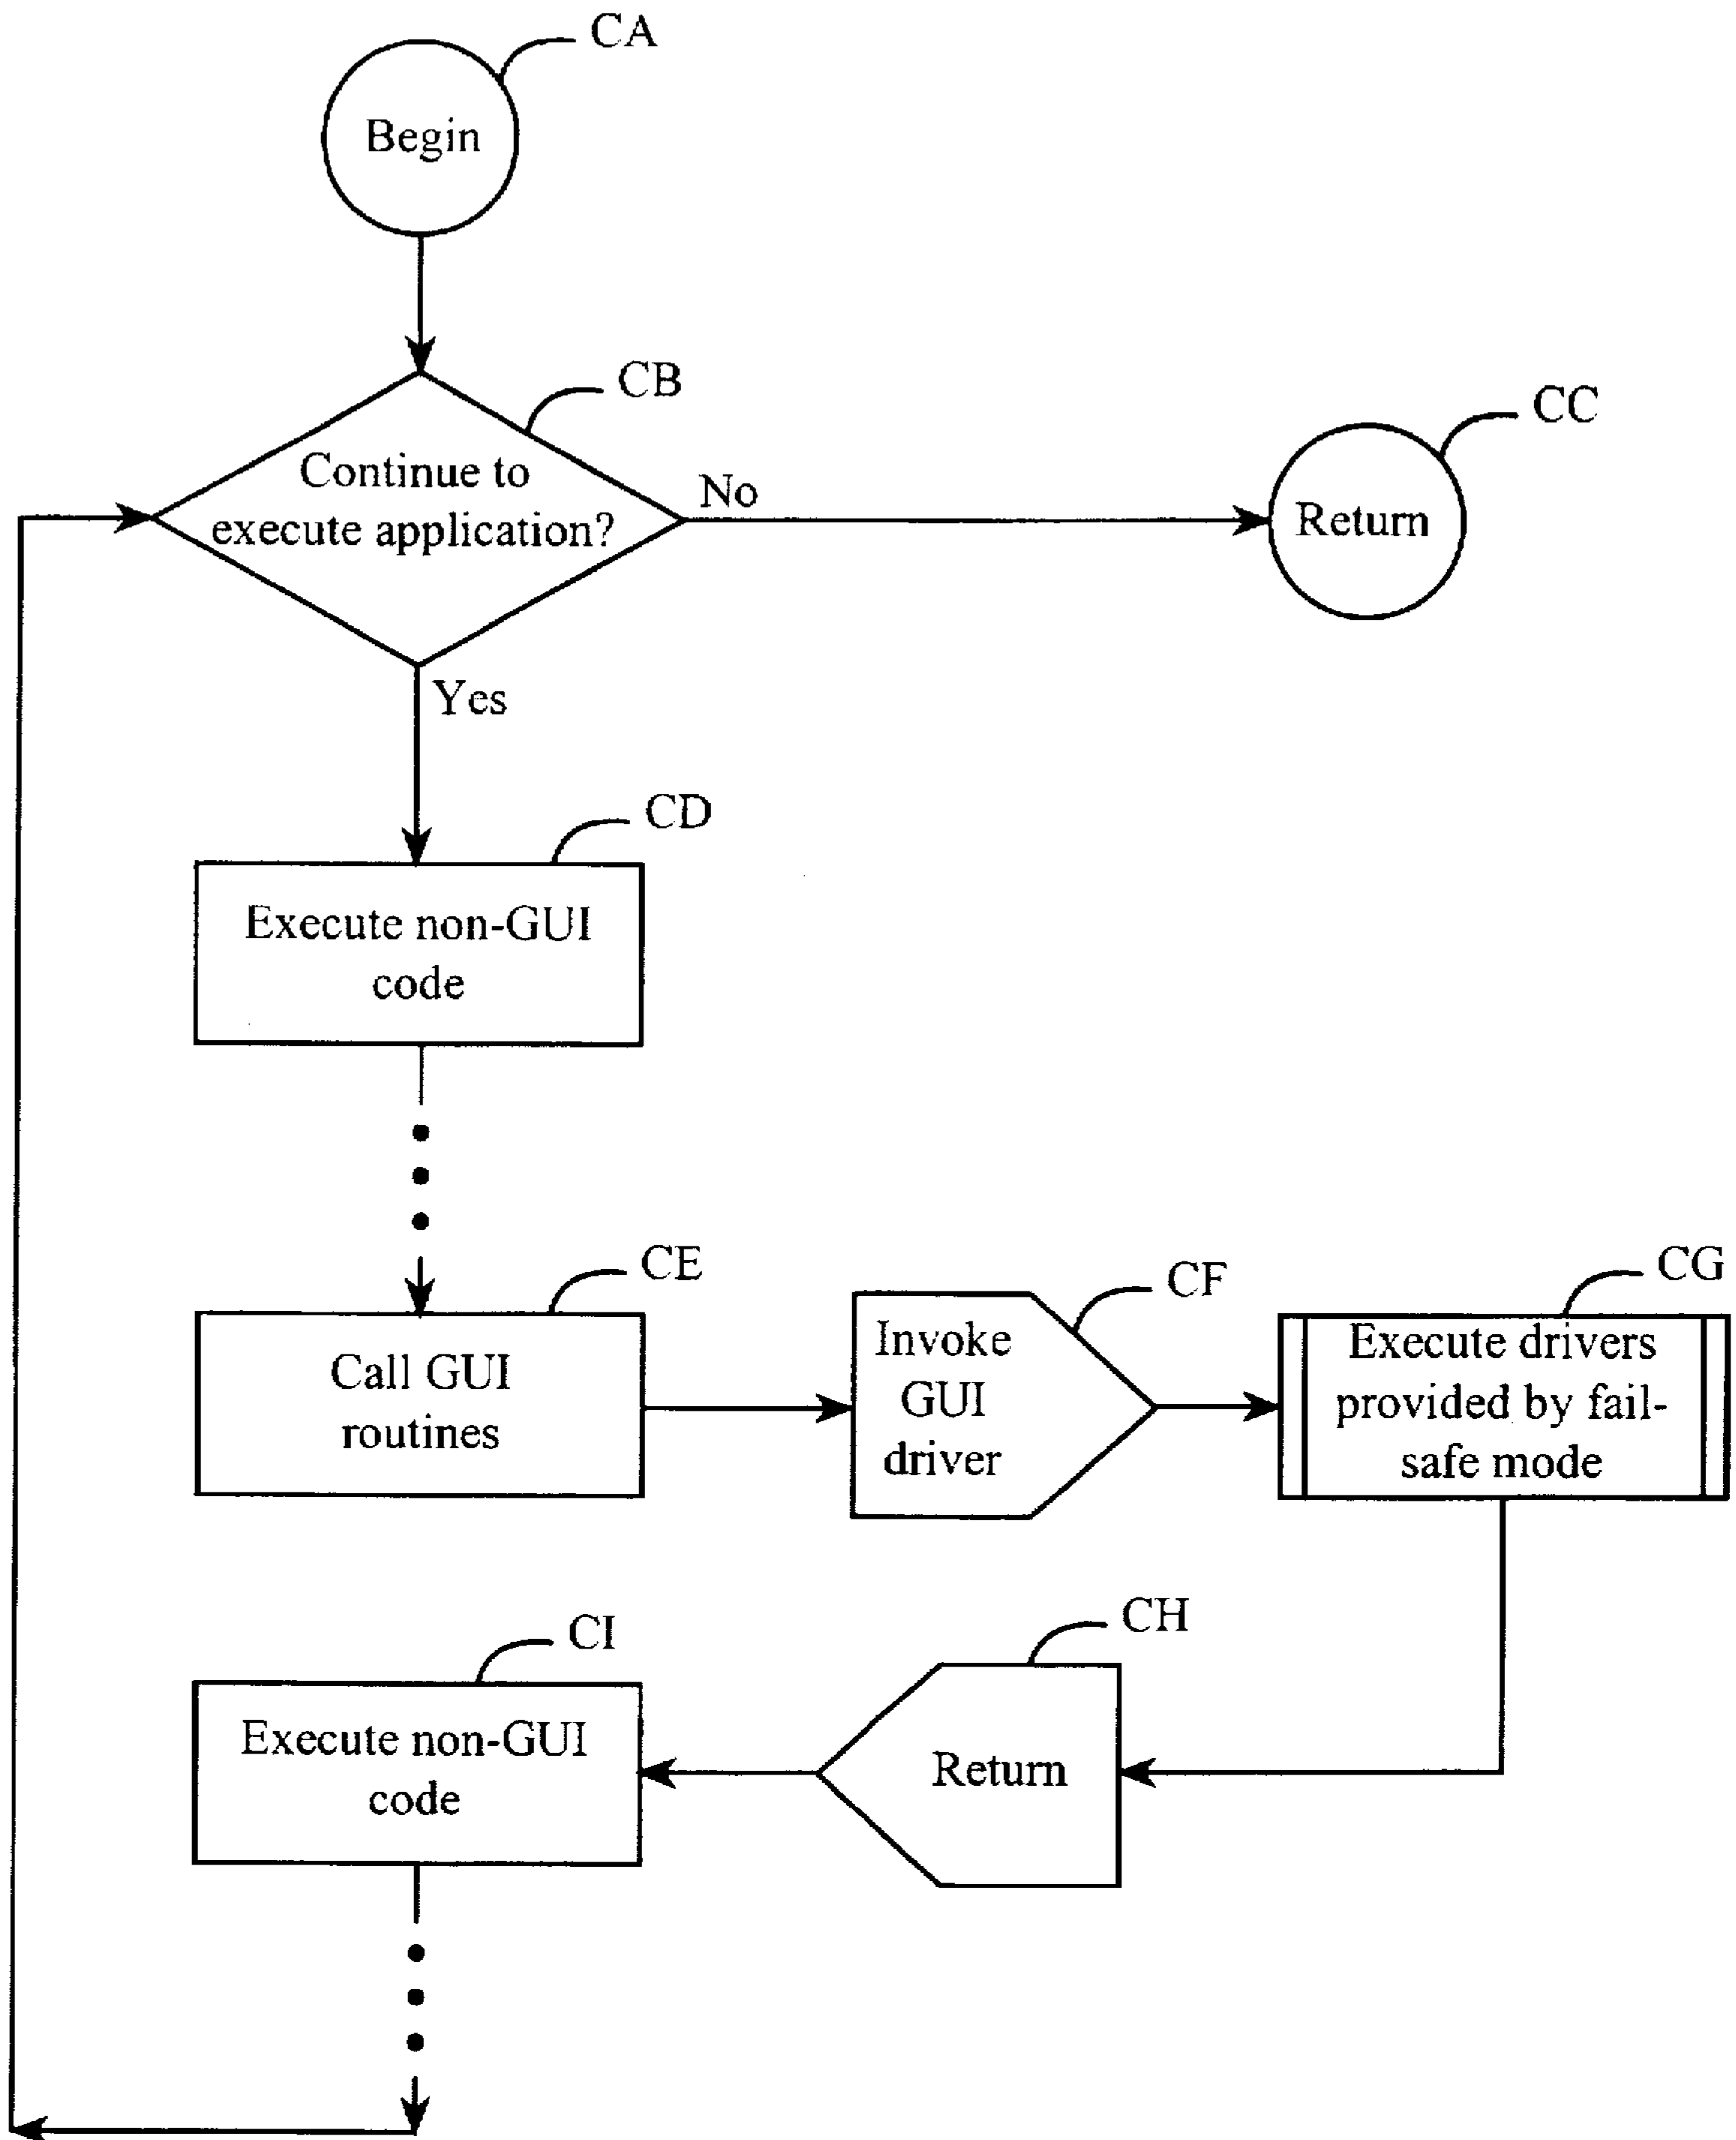 CA
Begin
CB
Continue to
execute application?
No
CC
Return
Yes
CD
Execute non-GUI
code
CE
Call GUI
routines
CF
Invoke
GUI
driver
CG
Execute drivers
provided by fail-
safe mode
CH
Return
CI
Execute non-GUI
code